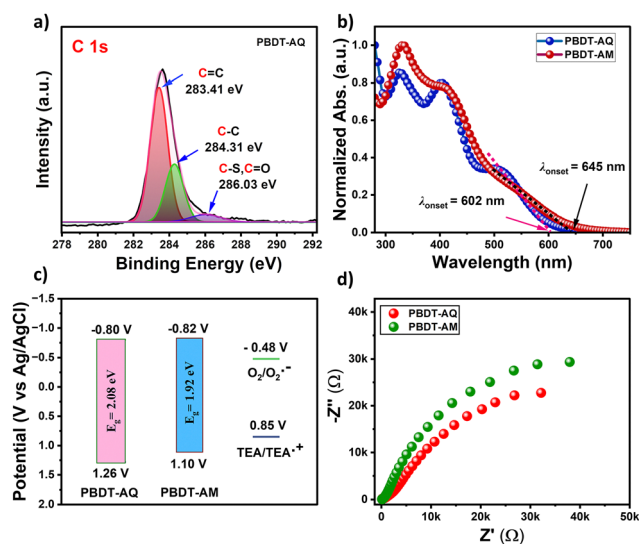 a)
C 1s
PBDT-AQ
C=C
283.41 eV
C-C
284.31 eV
C-S,C=O
286.03 eV
Intensity (a.u.)
278 280 282 284 286 288 290 292
Binding Energy (eV)
b)
PBDT-AQ
PBDT-AM
λonset = 645 nm
λonset = 602 nm
Normalized Abs. (a.u.)
1.0
0.8
0.6
0.4
0.2
0.0
300 400 500 600 700
Wavelength (nm)
c)
Potential (V vs Ag/AgCl)
-1.5
-1.0
-0.5
0.0
0.5
1.0
1.5
2.0
-0.80 V
-0.82 V
- 0.48 V
O2/O2·-
Eg = 2.08 eV
Eg = 1.92 eV
0.85 V
TEA/TEA·+
1.26 V
1.10 V
PBDT-AQ
PBDT-AM
d)
PBDT-AQ
PBDT-AM
-Z'' (Ω)
60k
50k
40k
30k
20k
10k
0
0 10k 20k 30k 40k 50k
Z' (Ω)